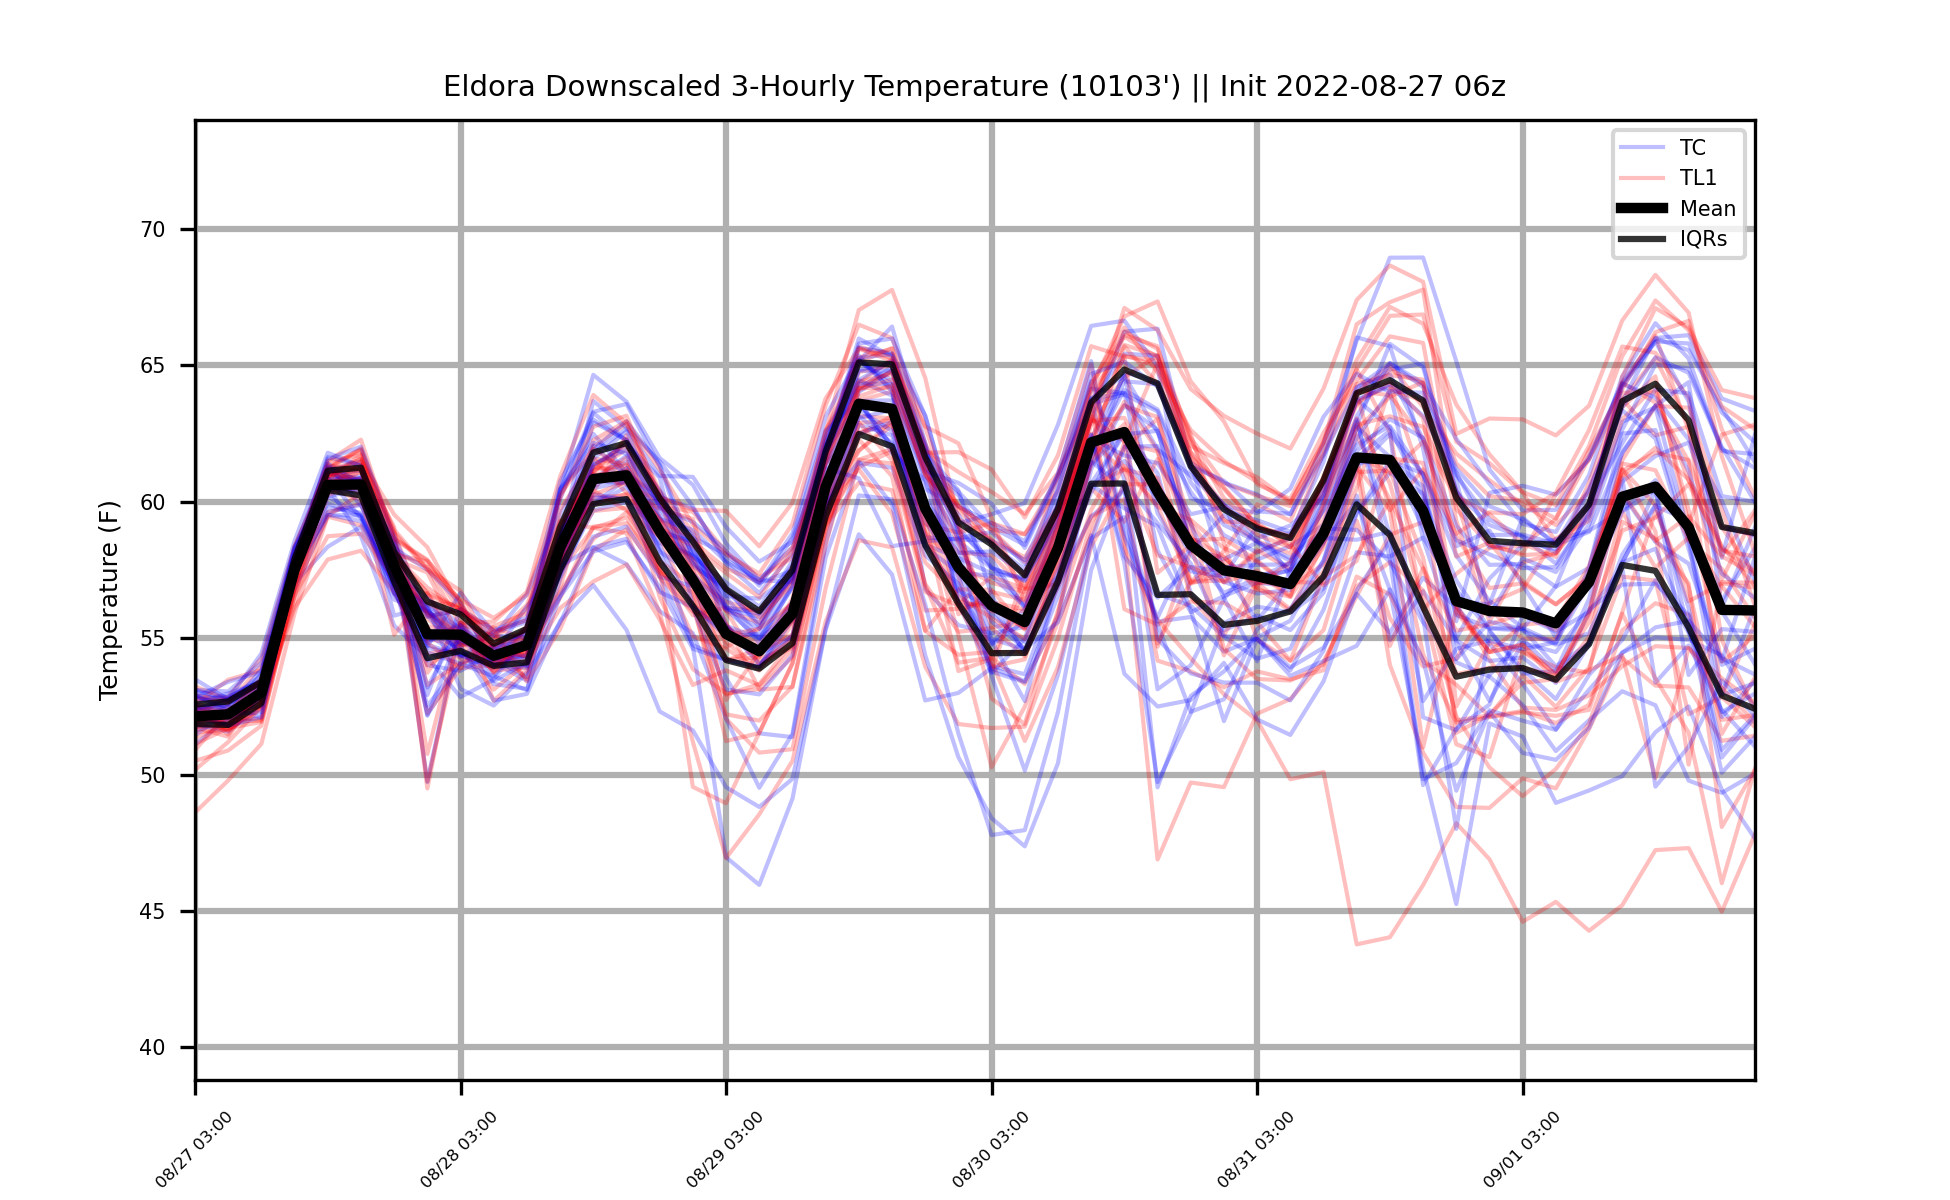 Eldora Downscaled 3-Hourly Temperature (10103') || Init 2022-08-27 06z
TC
TL1
Mean
IQRs
Temperature (F)
70
65
60
55
50
45
40
08/27 03:00
08/28 03:00
08/29 03:00
08/30 03:00
08/31 03:00
09/01 03:00